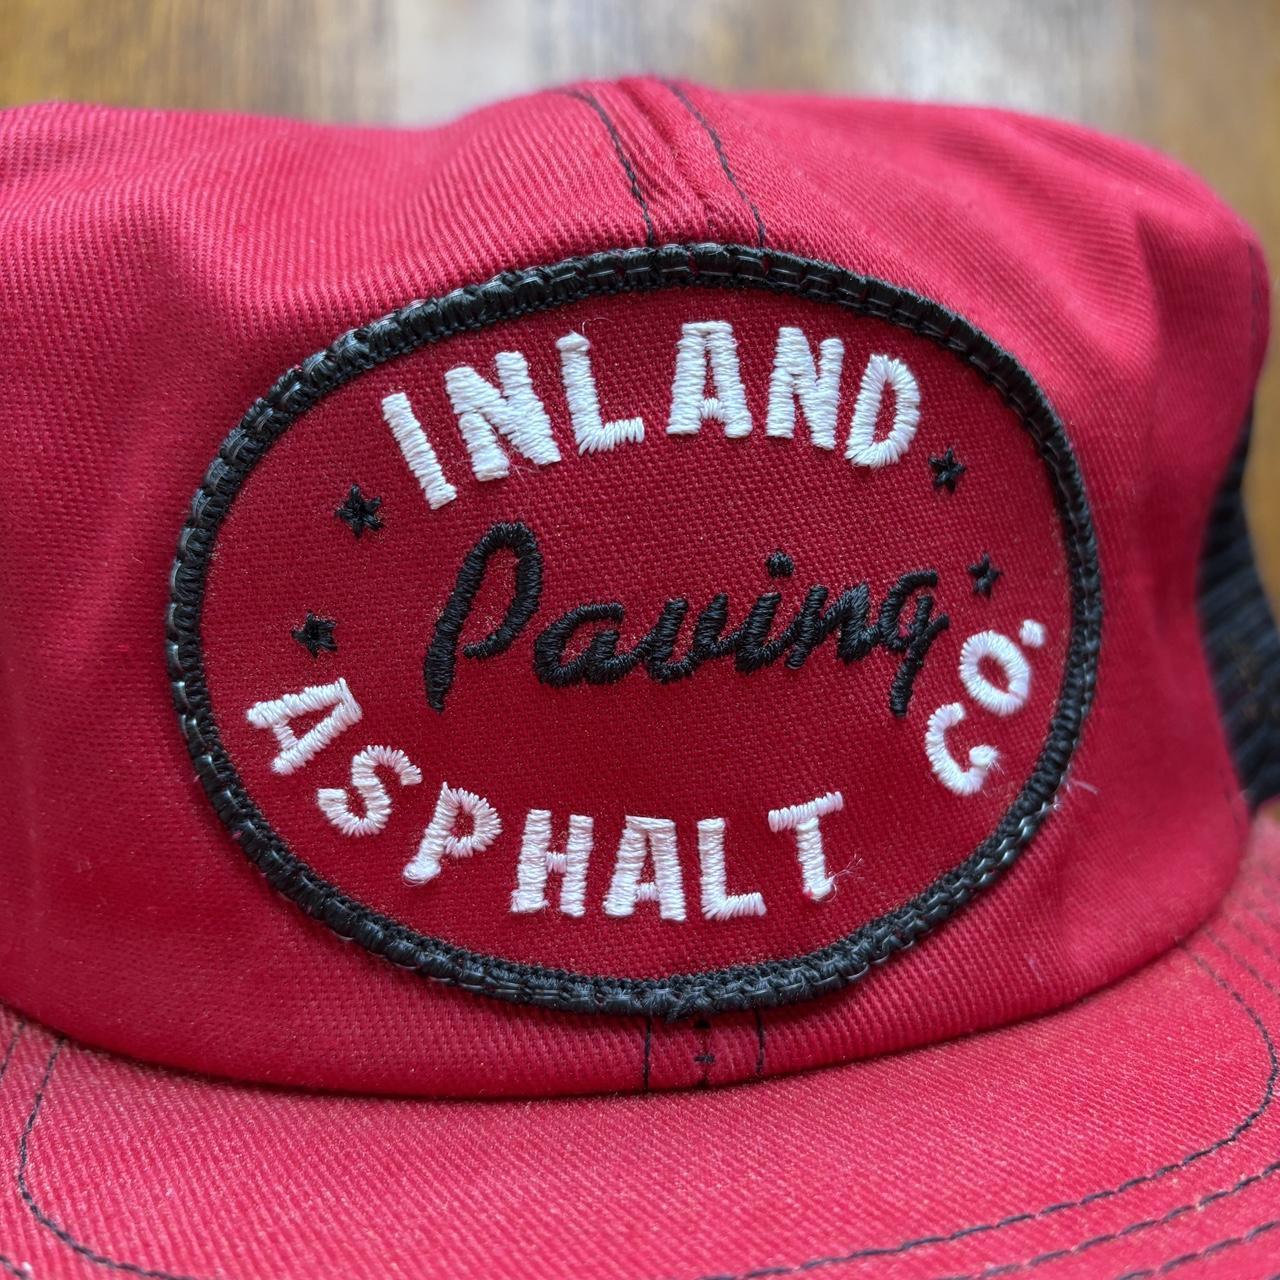 INLAND
Paving
ASPHALT CO.